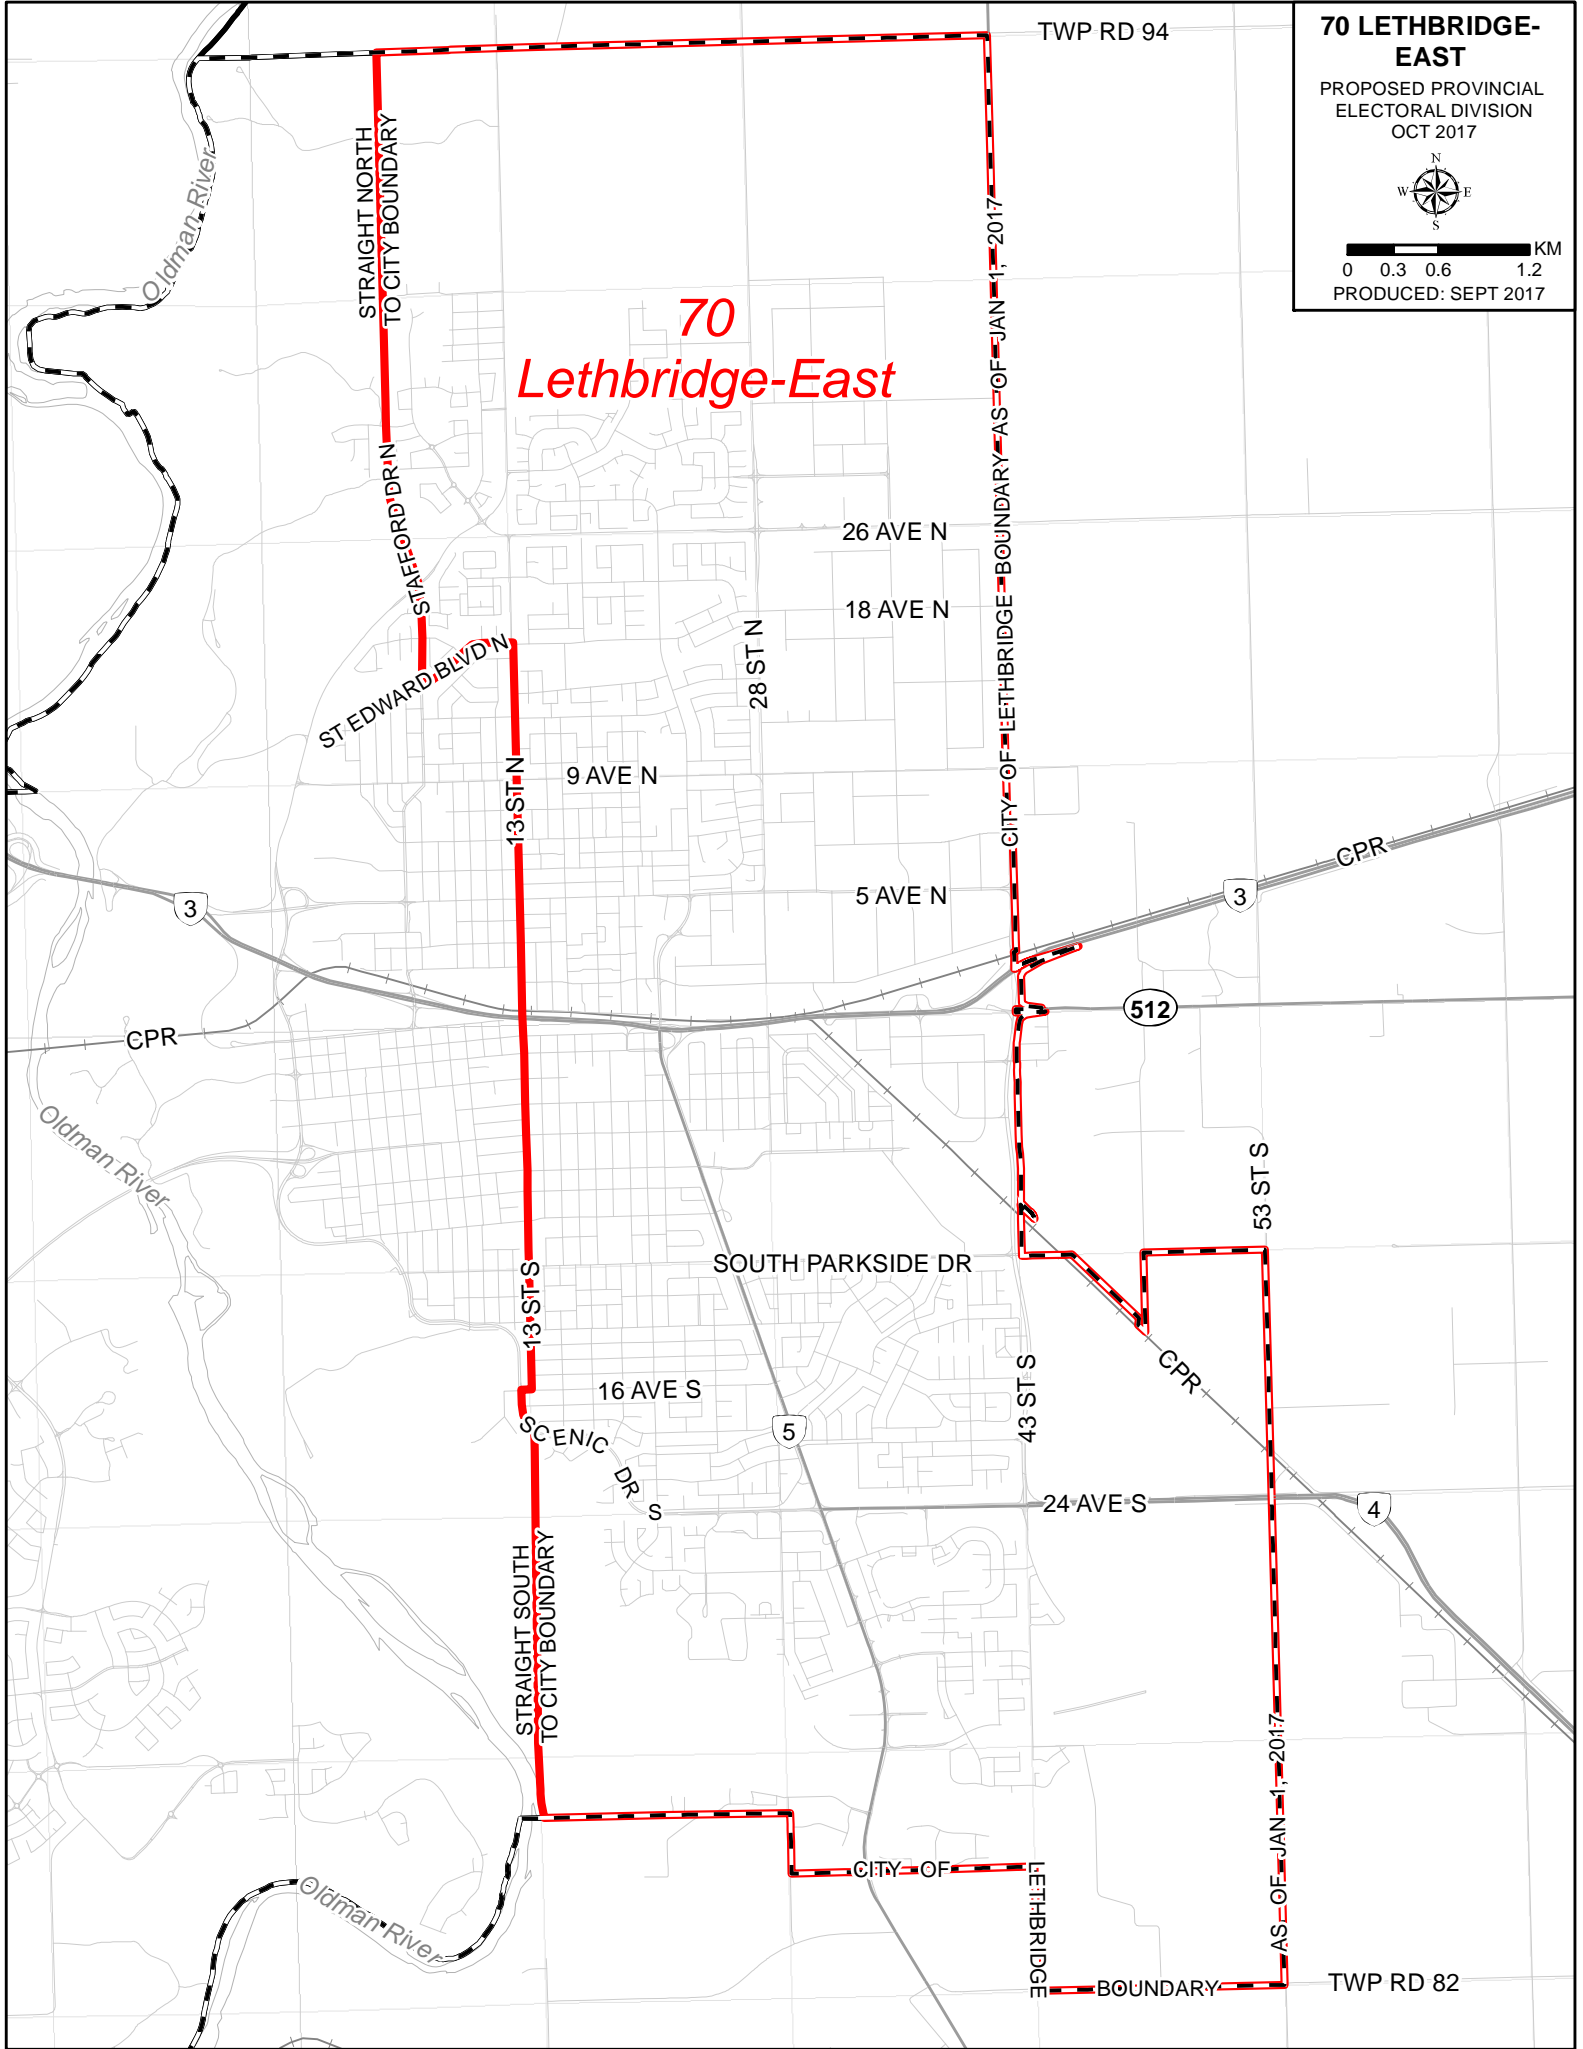 TWP RD 94
70 LETHBRIDGE-
EAST
PROPOSED PROVINCIAL
ELECTORAL DIVISION
OCT 2017
N
W E
S
KM
0 0.3 0.6 1.2
PRODUCED: SEPT 2017
Oldman River
STRAIGHT NORTH
TO CITY BOUNDARY
70
Lethbridge-East
CITY OF LETHBRIDGE BOUNDARY AS OF JAN 1, 2017
STAFFORD DR N
26 AVE N
18 AVE N
28 ST N
ST EDWARD BLVD N
13 ST N
9 AVE N
5 AVE N
CPR
3
3
512
CPR
Oldman River
53 ST S
SOUTH PARKSIDE DR
13 ST S
16 AVE S
43 ST S
CPR
5
SCENIC DR S
24 AVE S
4
STRAIGHT SOUTH
TO CITY BOUNDARY
CITY OF LETHBRIDGE BOUNDARY AS OF JAN 1, 2017
Oldman River
TWP RD 82